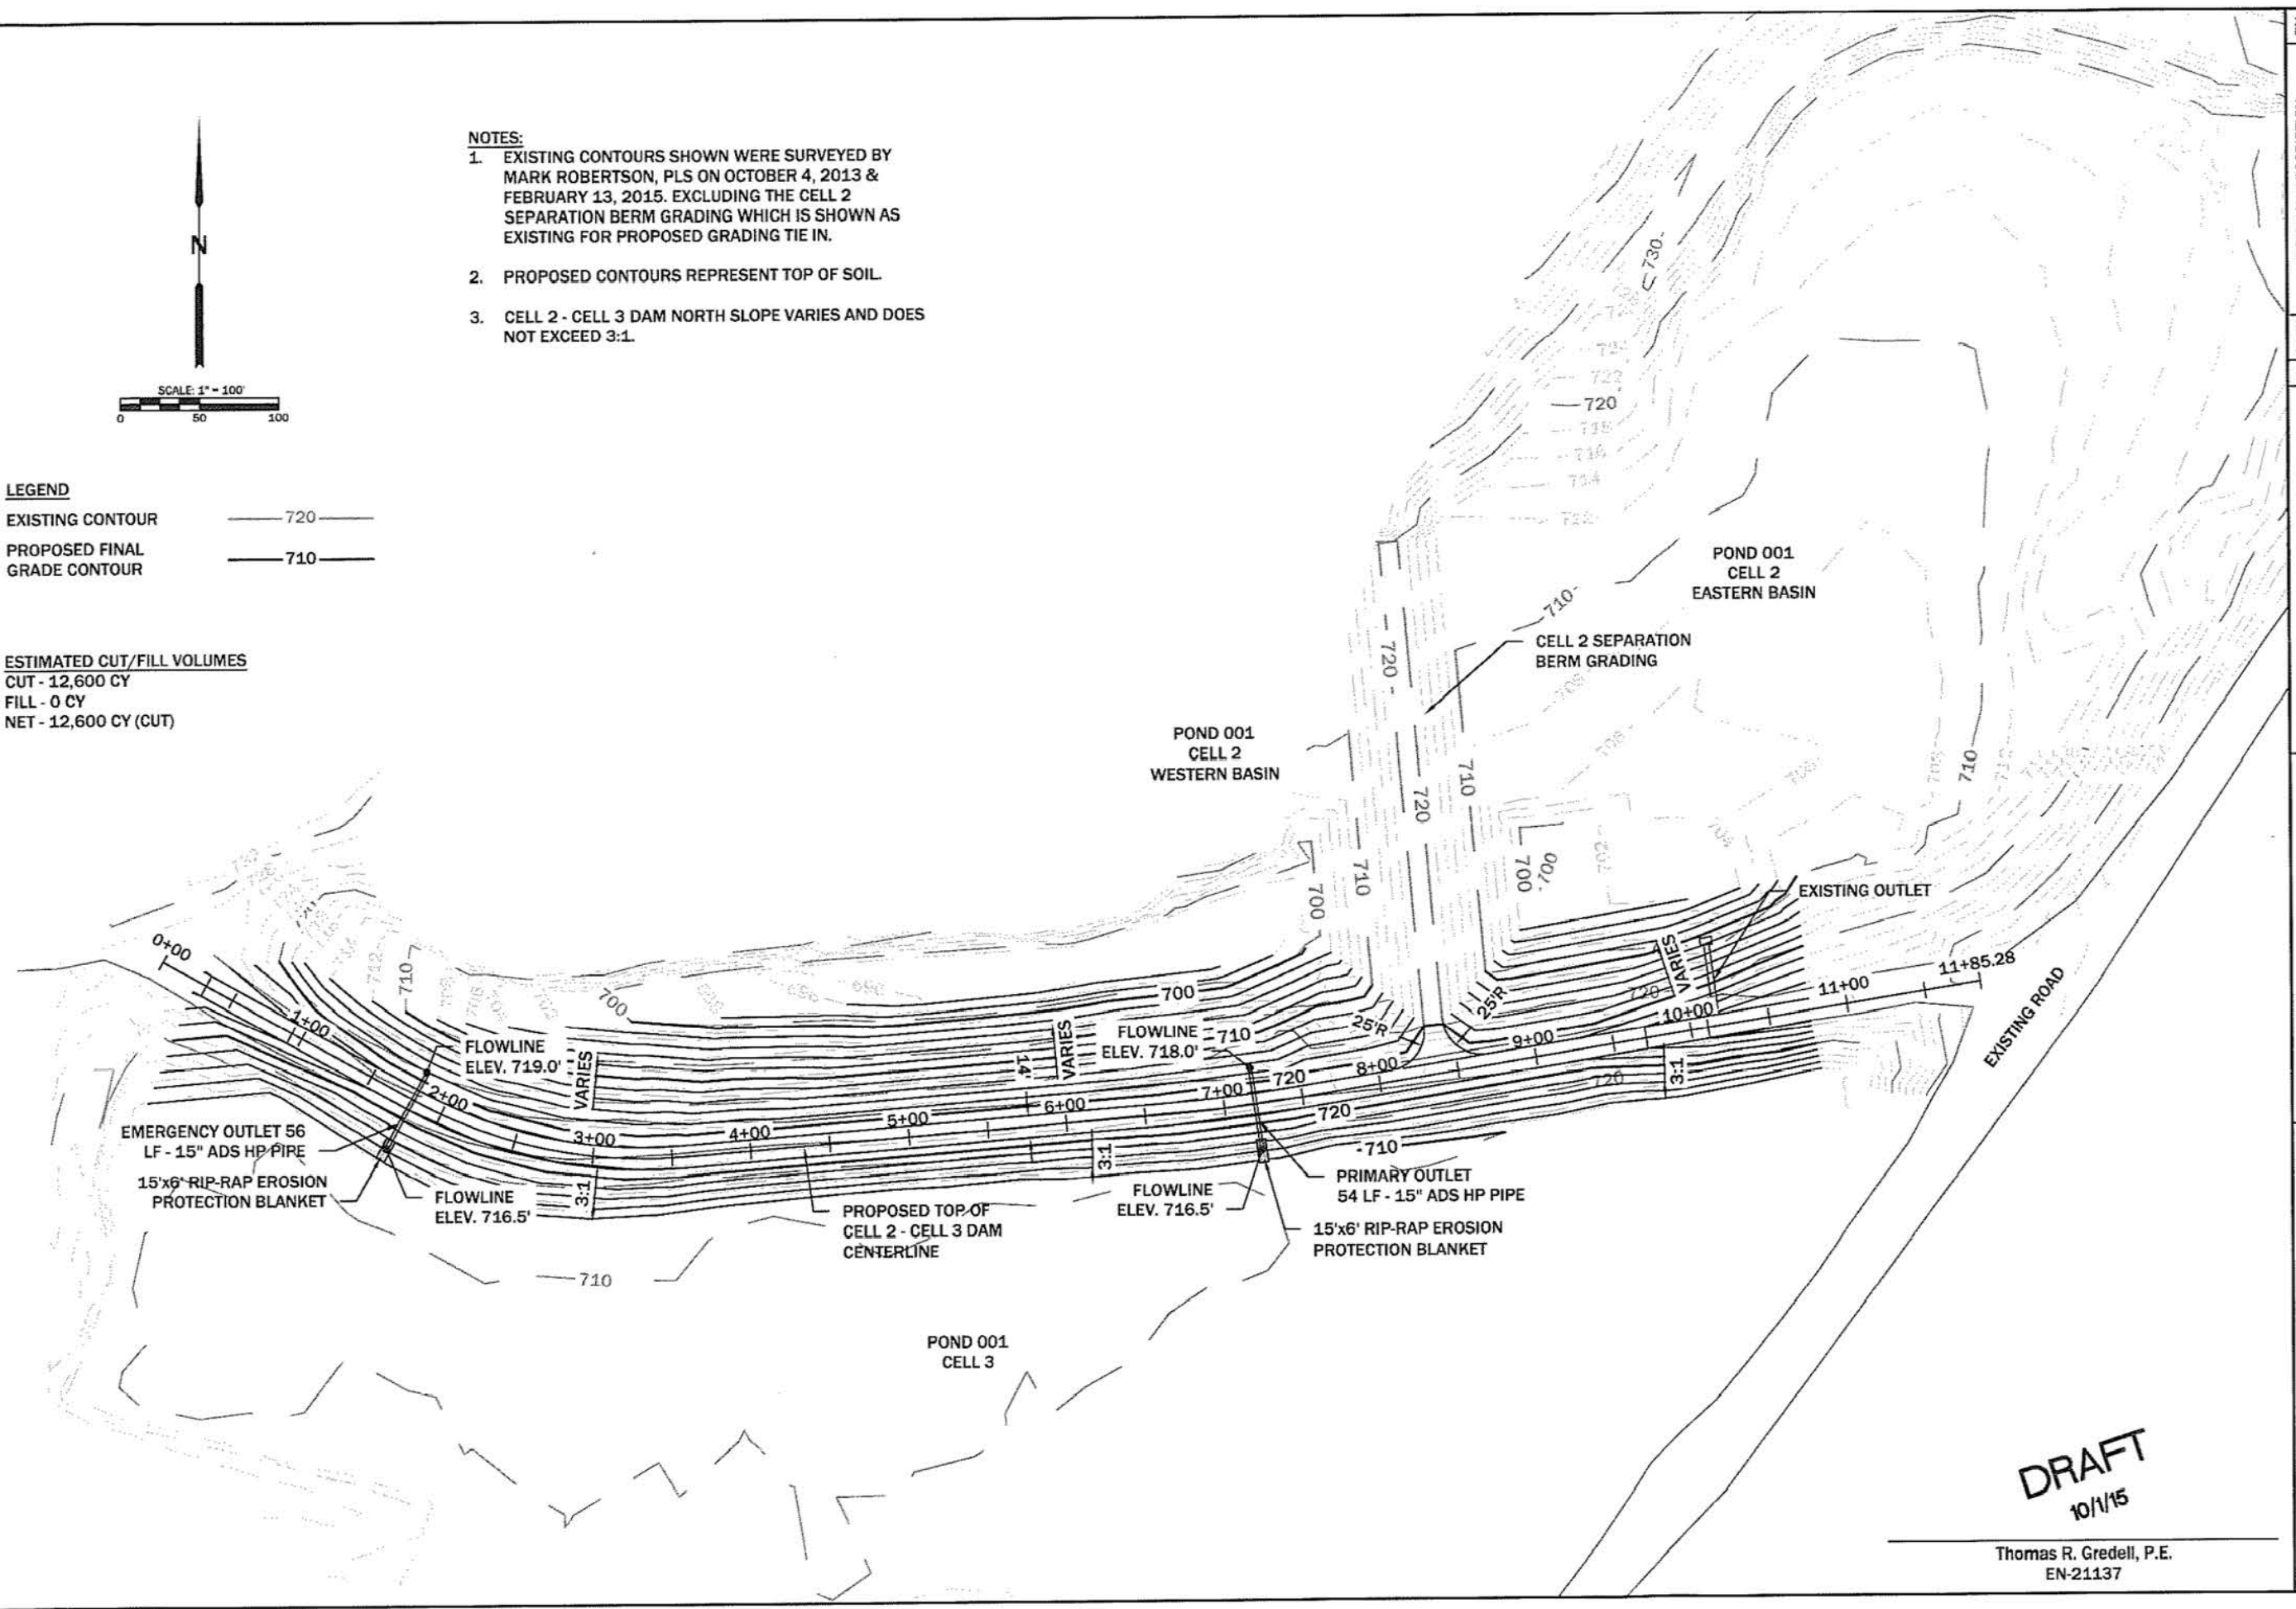 NOTES:
1. EXISTING CONTOURS SHOWN WERE SURVEYED BY
MARK ROBERTSON, PLS ON OCTOBER 4, 2013 &
FEBRUARY 13, 2015. EXCLUDING THE CELL 2
SEPARATION BERM GRADING WHICH IS SHOWN AS
EXISTING FOR PROPOSED GRADING TIE IN.
2. PROPOSED CONTOURS REPRESENT TOP OF SOIL.
3. CELL 2 - CELL 3 DAM NORTH SLOPE VARIES AND DOES
NOT EXCEED 3:1.
N
SCALE: 1" = 100'
0 50 100
LEGEND
EXISTING CONTOUR 720
PROPOSED FINAL
GRADE CONTOUR 710
ESTIMATED CUT/FILL VOLUMES
CUT - 12,600 CY
FILL - 0 CY
NET - 12,600 CY (CUT)
730
722
720
716
714
POND 001
CELL 2
EASTERN BASIN
710
CELL 2 SEPARATION
BERM GRADING
720
708
POND 001
CELL 2
WESTERN BASIN
710
720
710
710
700
700
700
702
EXISTING OUTLET
VARIES
0+00
1+00
2+00
3+00
4+00
5+00
6+00
7+00
8+00
9+00
10+00
11+00
11+85.28
EXISTING ROAD
712
710
700
700
710
720
720
720
720
710
25'R
25'R
FLOWLINE
ELEV. 719.0'
VARIES
14'
VARIES
FLOWLINE
ELEV. 718.0'
3:1
3:1
3:1
EMERGENCY OUTLET 56
LF - 15" ADS HP PIPE
15'x6' RIP-RAP EROSION
PROTECTION BLANKET
FLOWLINE
ELEV. 716.5'
PROPOSED TOP OF
CELL 2 - CELL 3 DAM
CENTERLINE
FLOWLINE
ELEV. 716.5'
PRIMARY OUTLET
54 LF - 15" ADS HP PIPE
15'x6' RIP-RAP EROSION
PROTECTION BLANKET
710
POND 001
CELL 3
DRAFT
10/1/15
Thomas R. Gredell, P.E.
EN-21137